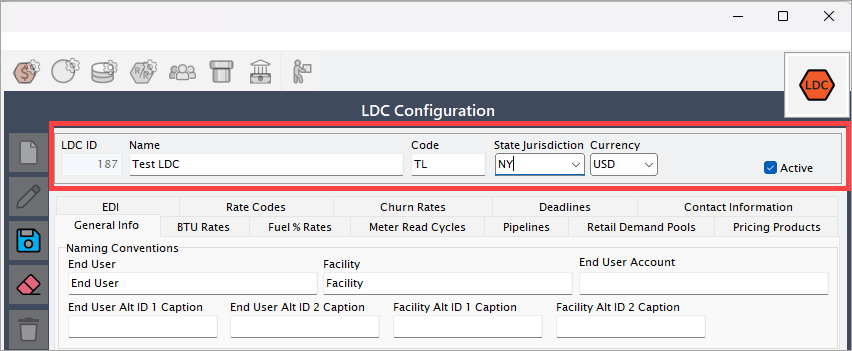 $
R/R
LDC
LDC Configuration
LDC ID Name Code State Jurisdiction Currency
187 Test LDC TL NY USD Active
EDI Rate Codes Churn Rates Deadlines Contact Information
General Info BTU Rates Fuel % Rates Meter Read Cycles Pipelines Retail Demand Pools Pricing Products
Naming Conventions
End User Facility End User Account
End User Facility
End User Alt ID 1 Caption End User Alt ID 2 Caption Facility Alt ID 1 Caption Facility Alt ID 2 Caption